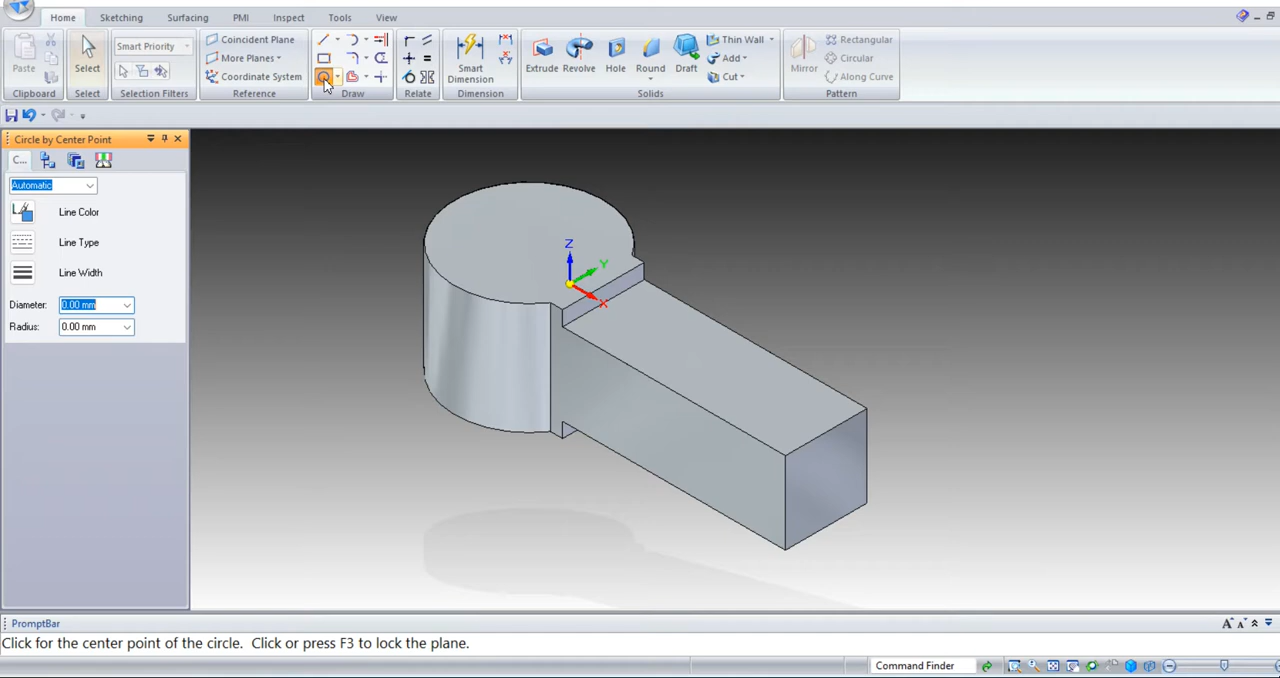 Home Sketching Surfacing PMI Inspect Tools View
Paste
Clipboard
Select
Select
Smart Priority
Selection Filters
Coincident Plane
More Planes
Coordinate System
Reference
Draw
Relate
Smart Dimension
Dimension
Extrude Revolve Hole Round Draft
Thin Wall
Add
Cut
Solids
Mirror
Rectangular
Circular
Along Curve
Pattern
Circle by Center Point
C...
Automatic
Line Color
Line Type
Line Width
Diameter: 0.00 mm
Radius: 0.00 mm
Z
Y
X
PromptBar
Click for the center point of the circle. Click or press F3 to lock the plane.
Command Finder